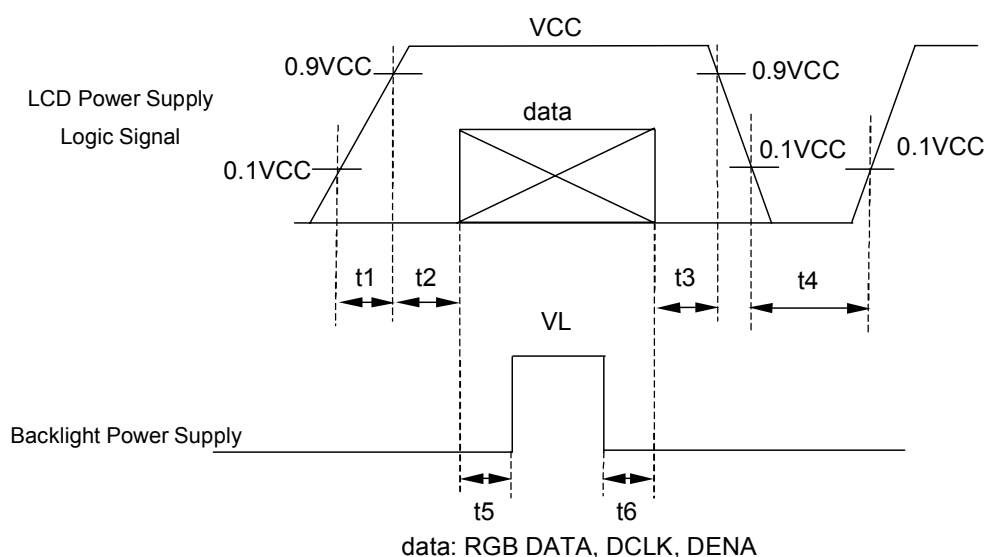 VCC
0.9VCC
0.9VCC
LCD Power Supply
Logic Signal
data
0.1VCC
0.1VCC
0.1VCC
t1
t2
t3
t4
VL
Backlight Power Supply
t5
t6
data: RGB DATA, DCLK, DENA